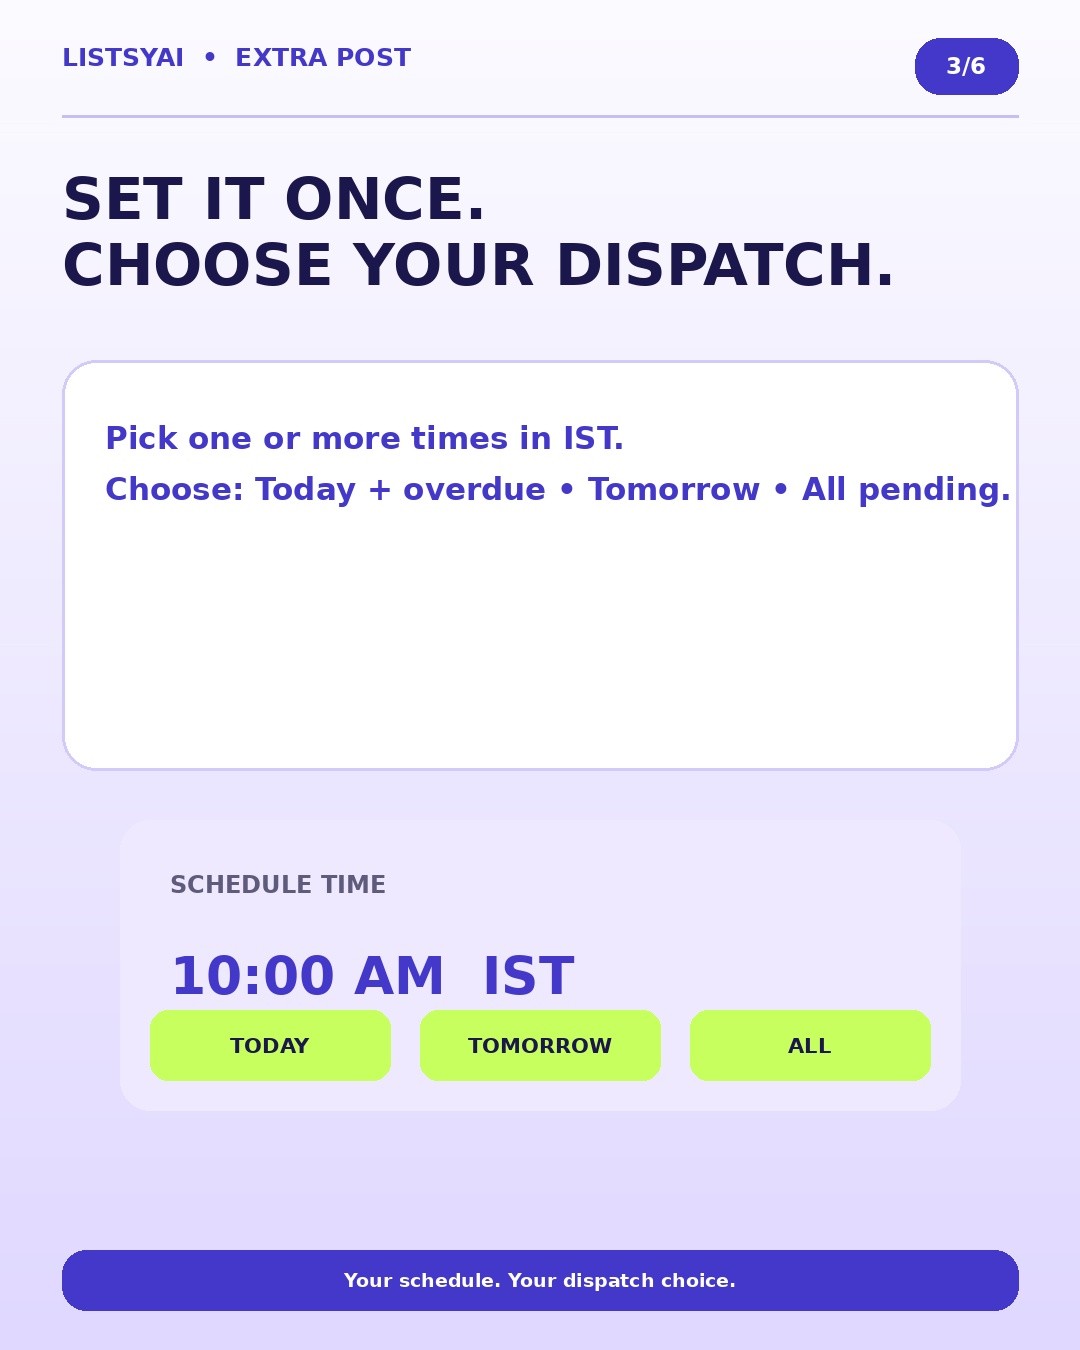 LISTSYAI • EXTRA POST
3/6
SET IT ONCE.
CHOOSE YOUR DISPATCH.
Pick one or more times in IST.
Choose: Today + overdue • Tomorrow • All pending.
SCHEDULE TIME
10:00 AM IST
TODAY
TOMORROW
ALL
Your schedule. Your dispatch choice.